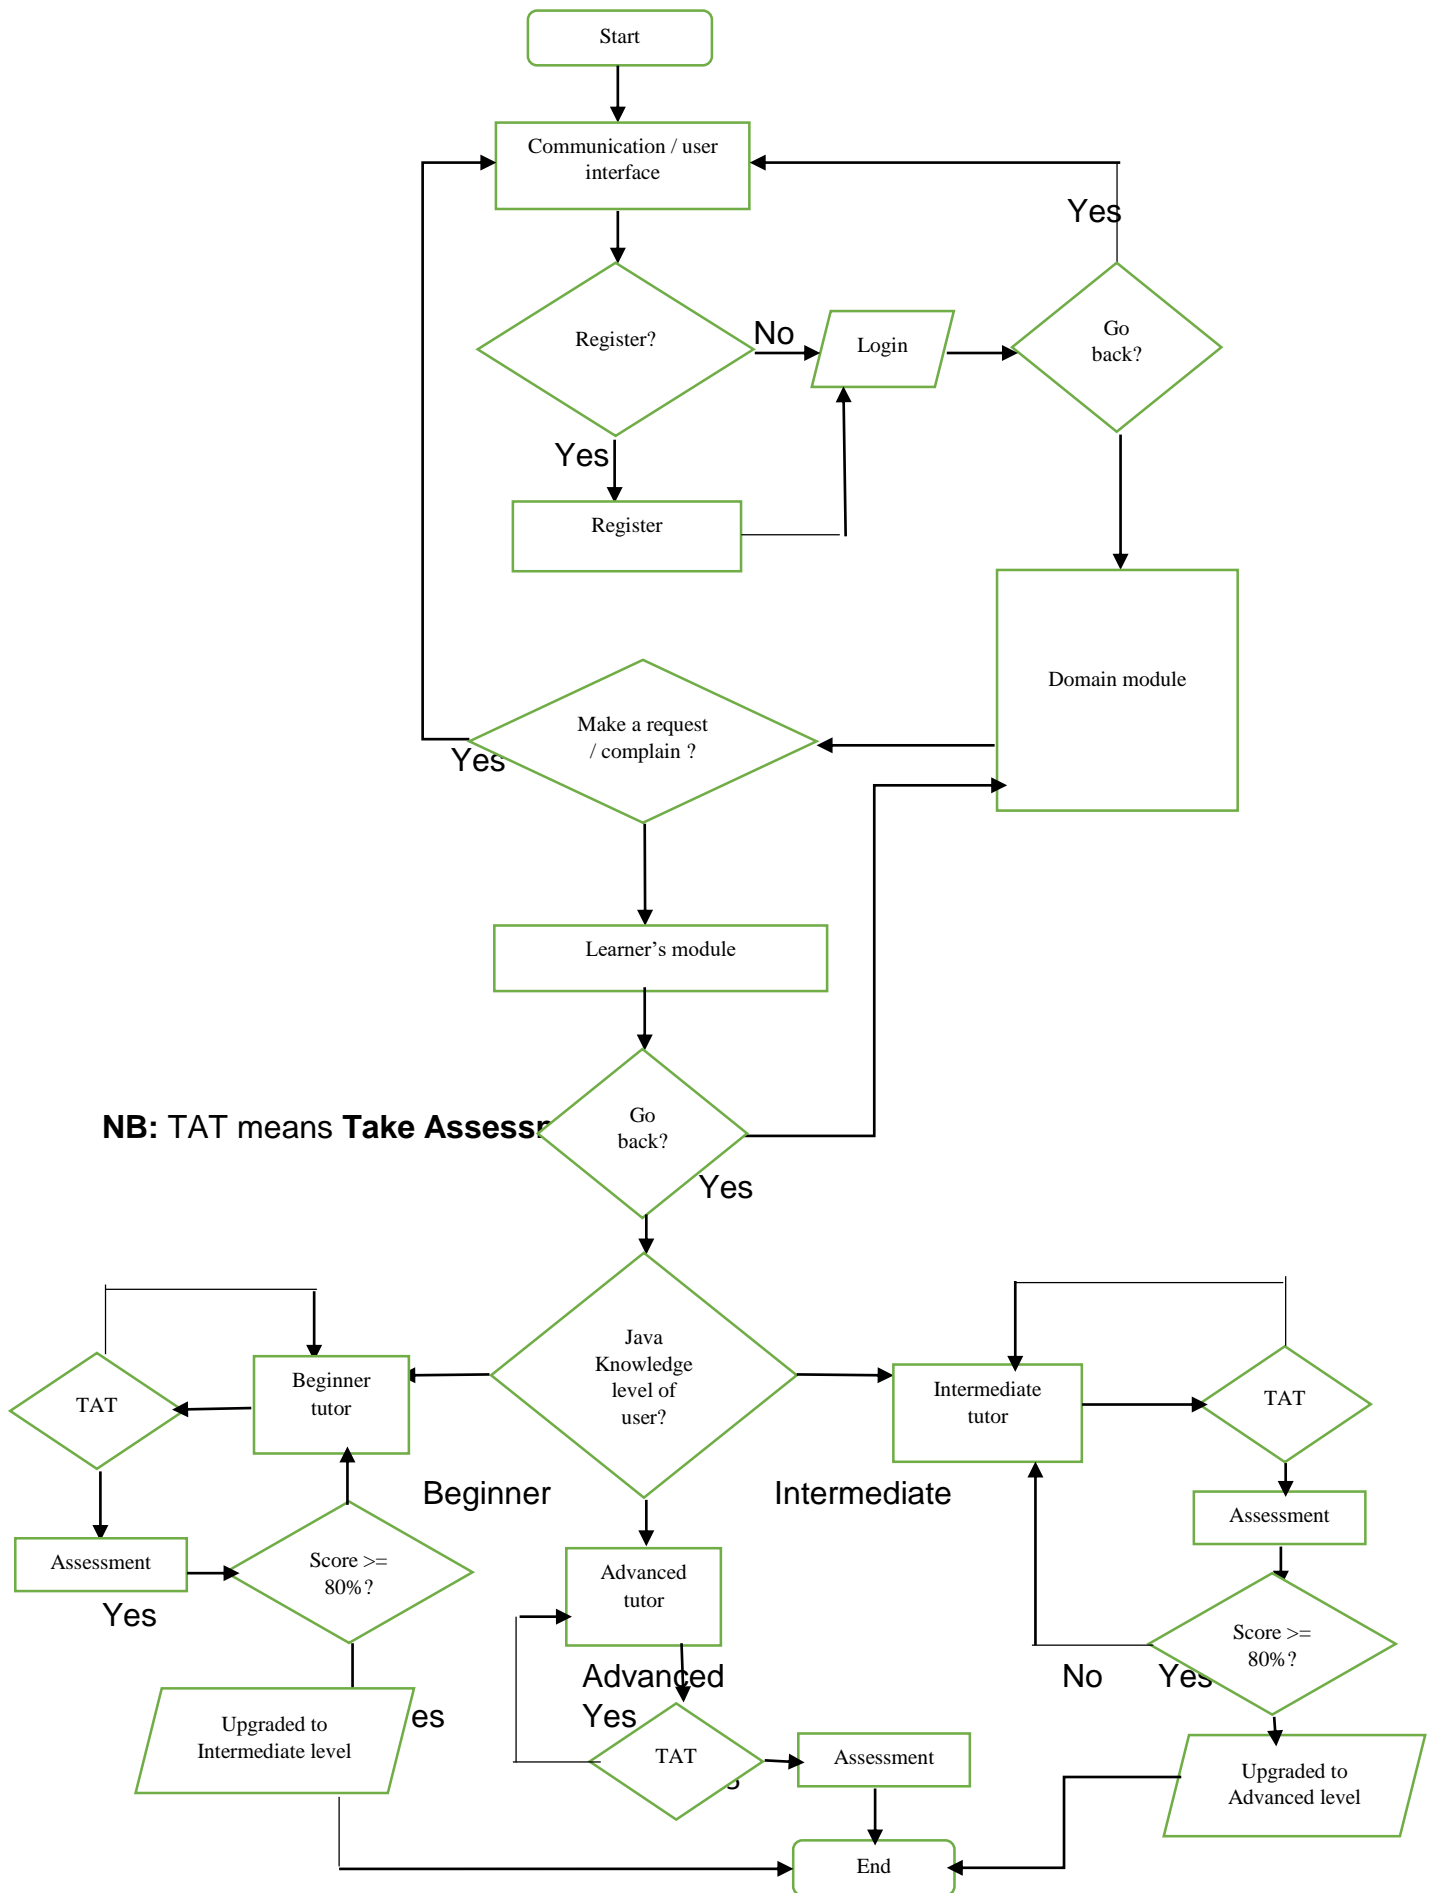 Start
Communication / user
interface
Yes
Register?
No
Login
Go
back?
Yes
Register
Domain module
Make a request
/ complain ?
Yes
Learner’s module
NB: TAT means Take
Go
back?
Yes
Java
Knowledge
level of
user?
Beginner
tutor
TAT
Intermediate
tutor
TAT
Beginner
Intermediate
Assessment
Score >=
80%?
Yes
Advanced
tutor
Assessment
Score >=
80%?
No
Yes
Advanced
Yes
Upgraded to
Intermediate level
TAT
Assessment
Upgraded to
Advanced level
End